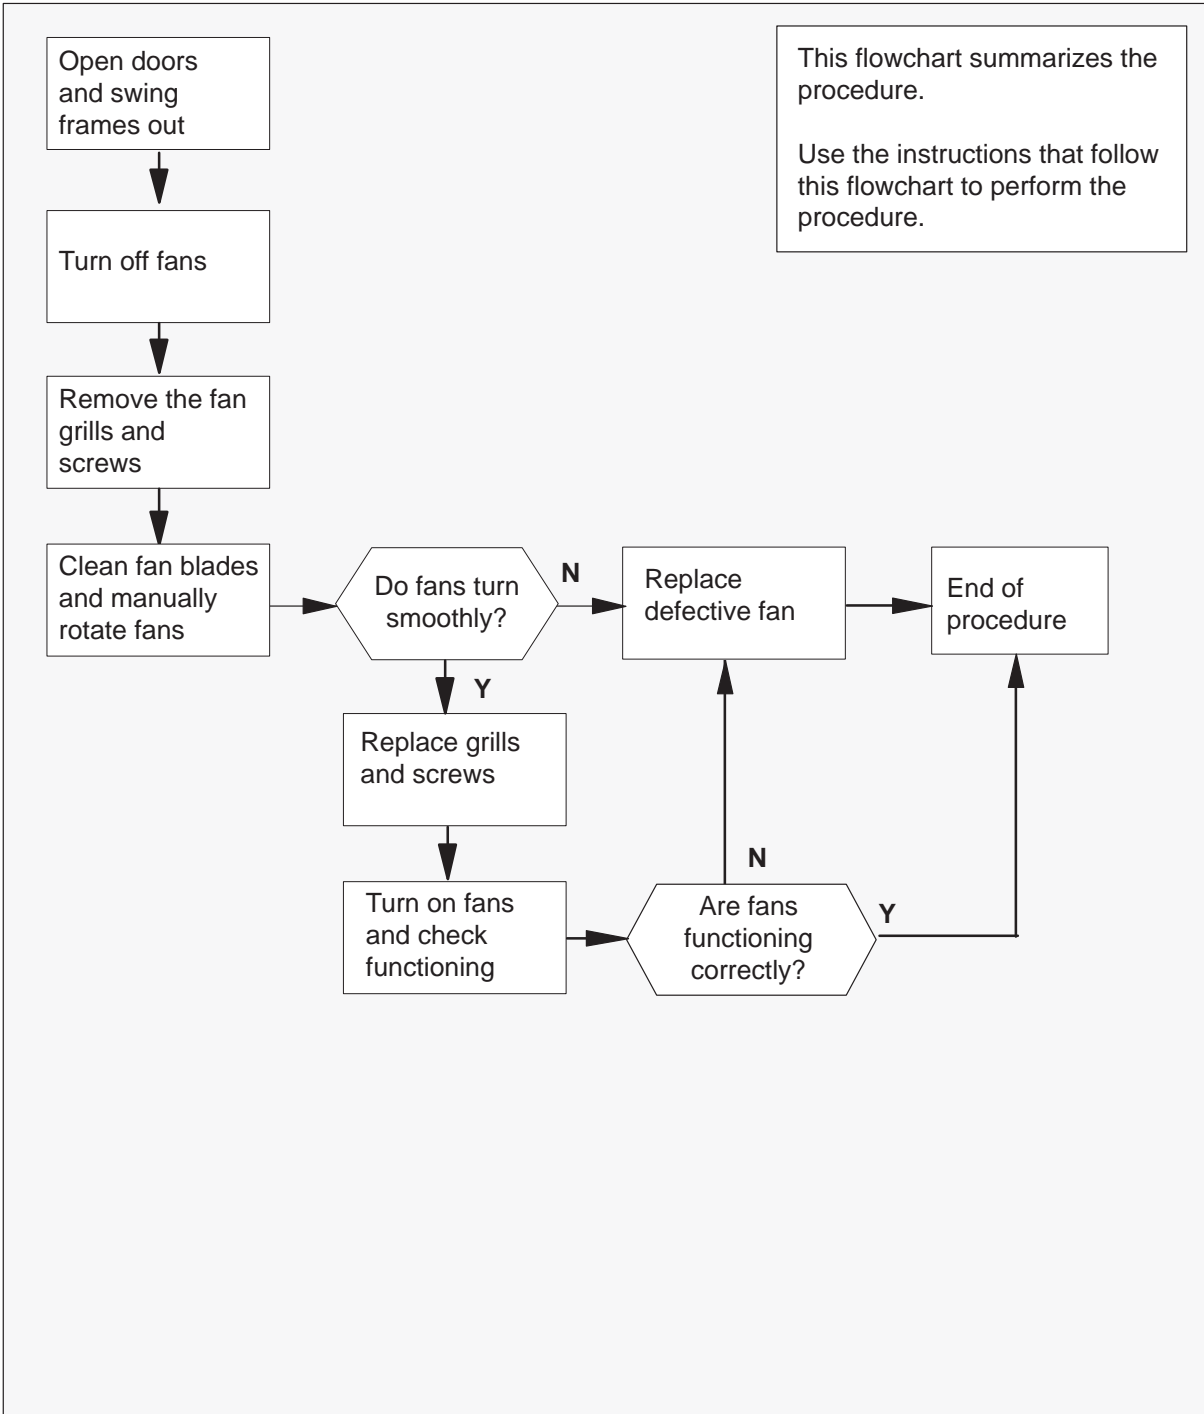 Open doors
and swing
frames out
This flowchart summarizes the
procedure.
Use the instructions that follow
this flowchart to perform the
procedure.
Turn off fans
Remove the fan
grills and
screws
Clean fan blades
and manually
rotate fans
Do fans turn
smoothly?
N
Replace
defective fan
End of
procedure
Y
Replace grills
and screws
Turn on fans
and check
functioning
N
Are fans
functioning
correctly?
Y